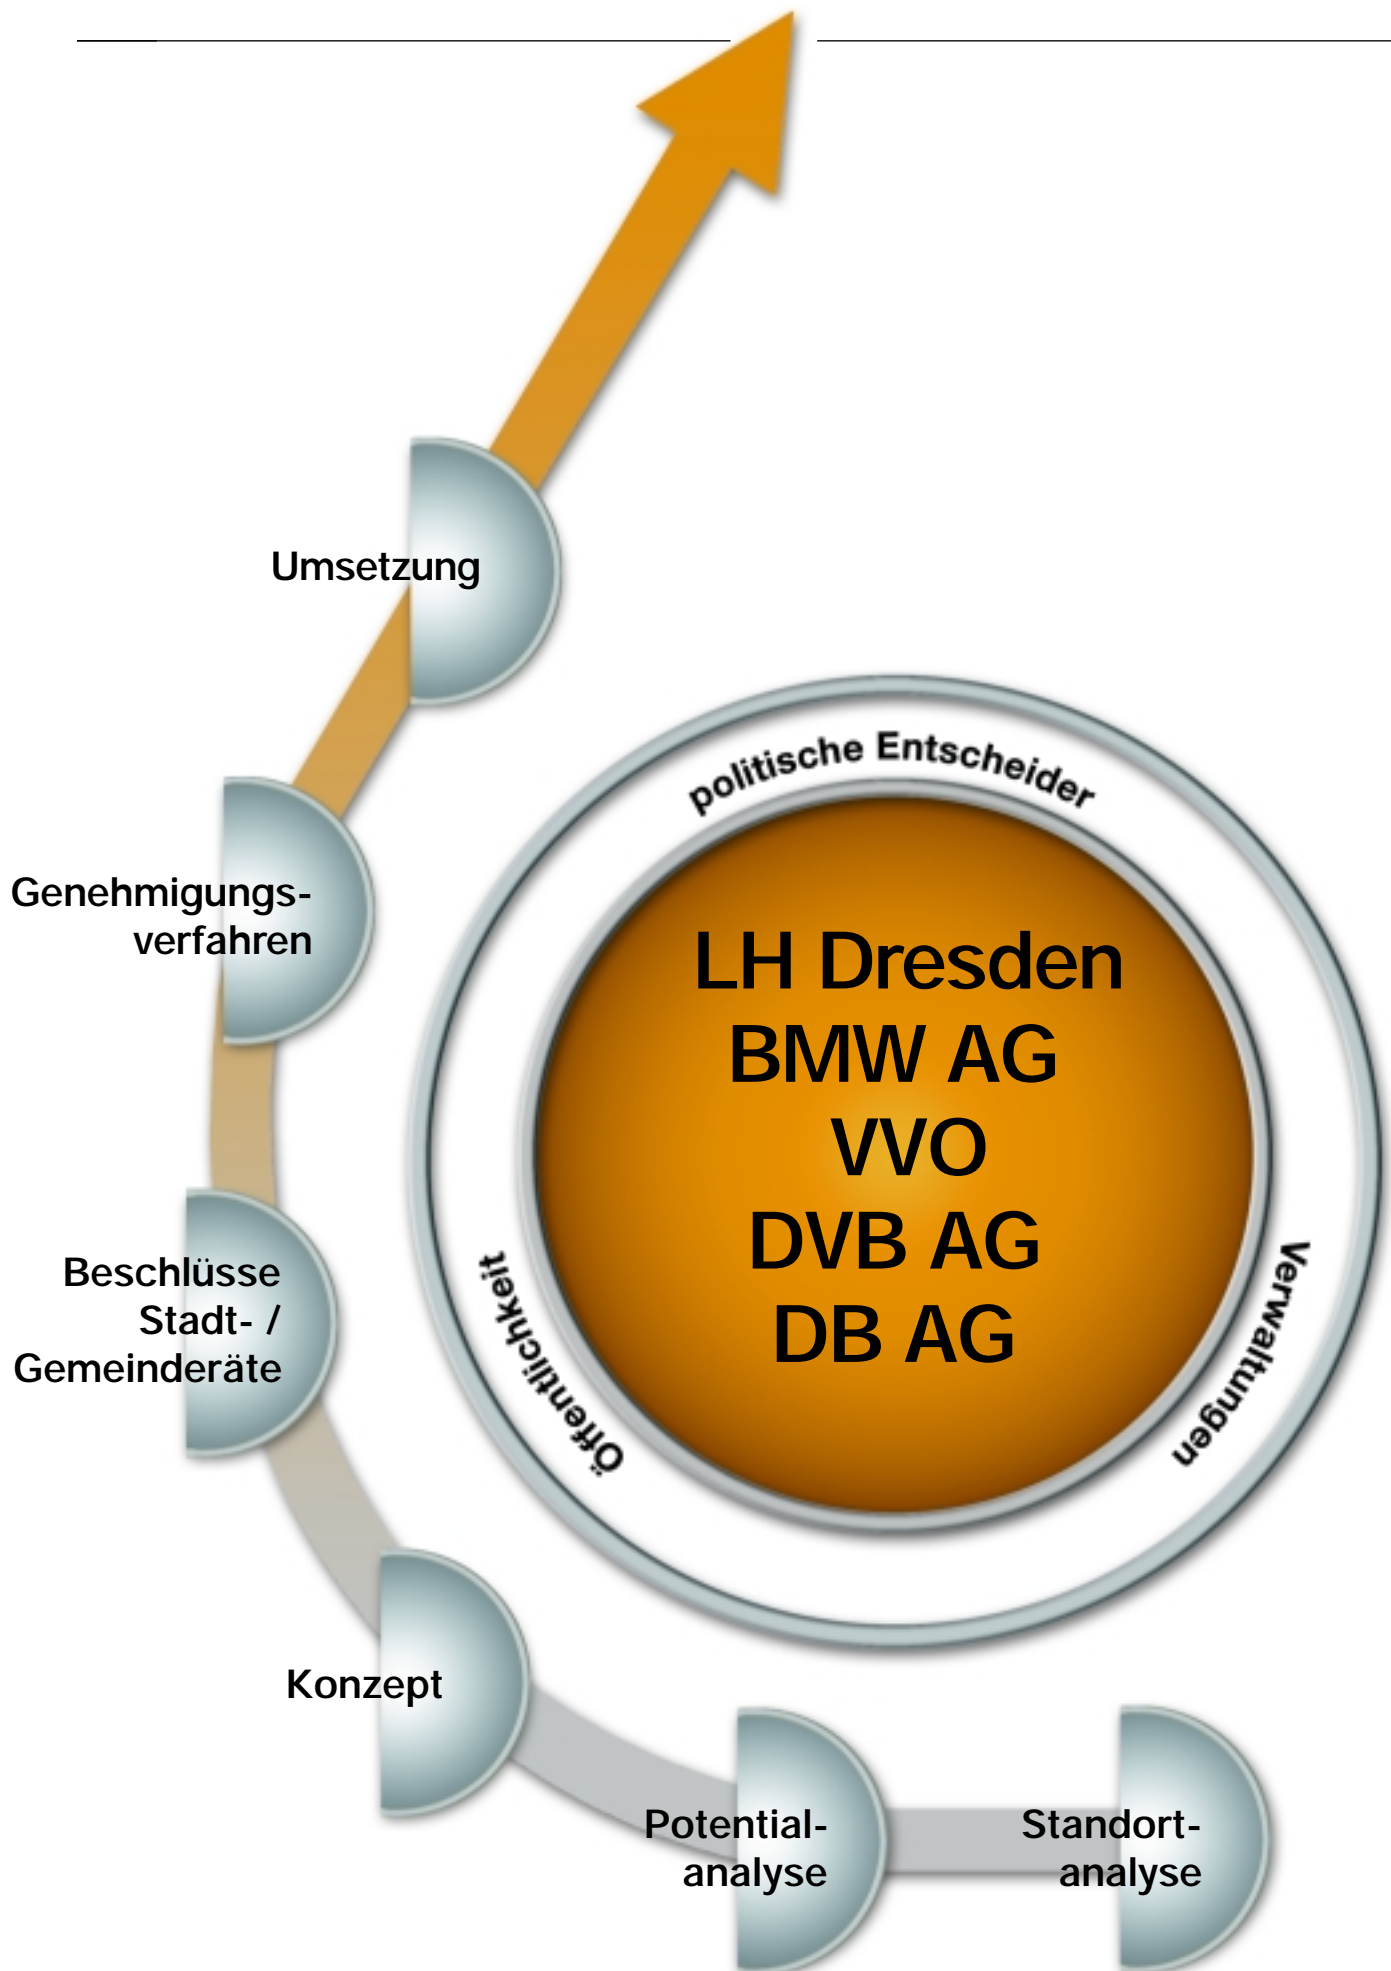 Umsetzung
politische Entscheider
Genehmigungs-
verfahren
LH Dresden
BMW AG
VVO
DVB AG
DB AG
Öffentlichkeit
Verwaltungen
Beschlüsse
Stadt- /
Gemeinderäte
Konzept
Potential-
analyse
Standort-
analyse